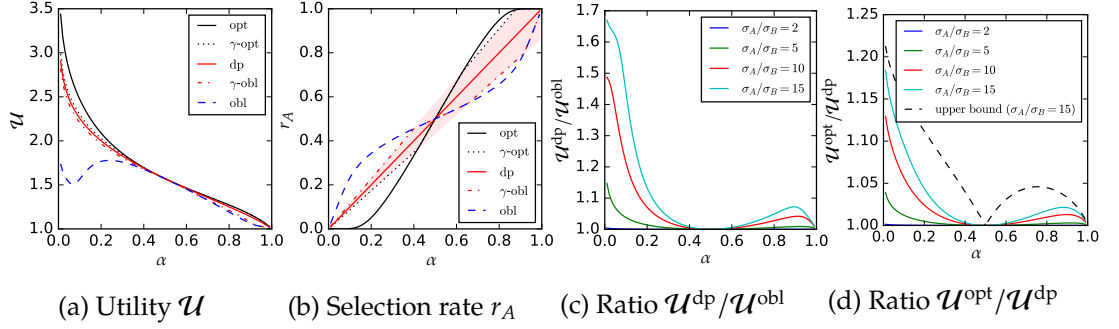 3.5
3.0
2.5
2.0
1.5
1.0
𝒰
0.0 0.2 0.4 0.6 0.8 1.0
α
opt
γ-opt
dp
γ-obl
obl
(a) Utility 𝒰
1.0
0.8
0.6
0.4
0.2
0.0
r_A
0.0 0.2 0.4 0.6 0.8 1.0
α
opt
γ-opt
dp
γ-obl
obl
(b) Selection rate r_A
1.7
1.6
1.5
1.4
1.3
1.2
1.1
1.0
𝒰^dp/𝒰^obl
0.0 0.2 0.4 0.6 0.8 1.0
α
σ_A/σ_B = 2
σ_A/σ_B = 5
σ_A/σ_B = 10
σ_A/σ_B = 15
(c) Ratio 𝒰^dp/𝒰^obl
1.25
1.20
1.15
1.10
1.05
1.00
𝒰^opt/𝒰^dp
0.0 0.2 0.4 0.6 0.8 1.0
α
σ_A/σ_B = 2
σ_A/σ_B = 5
σ_A/σ_B = 10
σ_A/σ_B = 15
upper bound (σ_A/σ_B = 15)
(d) Ratio 𝒰^opt/𝒰^dp